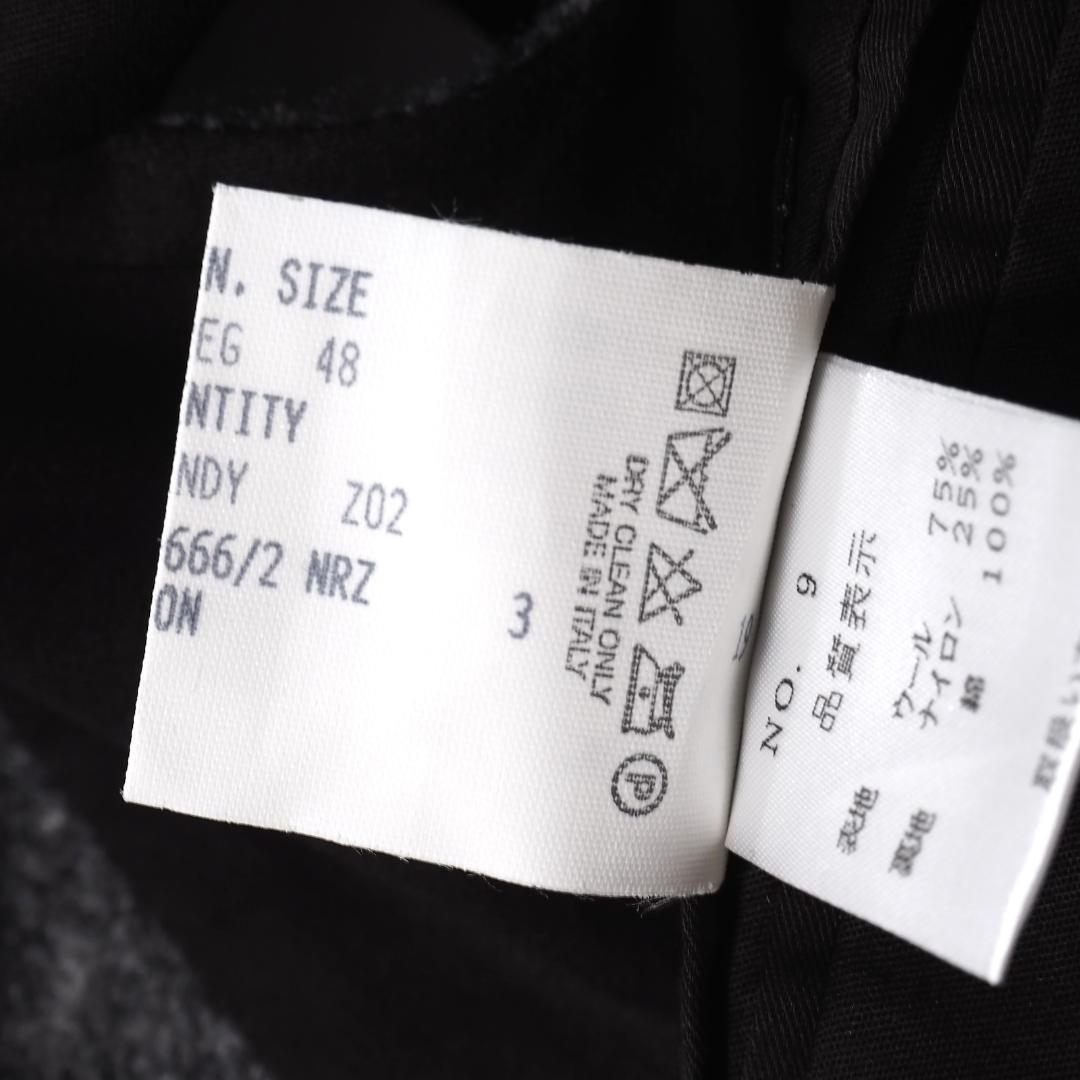 N. SIZE
EG 48
NTITY
NDY Z02
666/2 NRZ
ON 3
DRY CLEAN ONLY
MADE IN ITALY
P
NO. 9
品質表示
表地 ウール 75%
ナイロン 25%
裏地 綿 100%